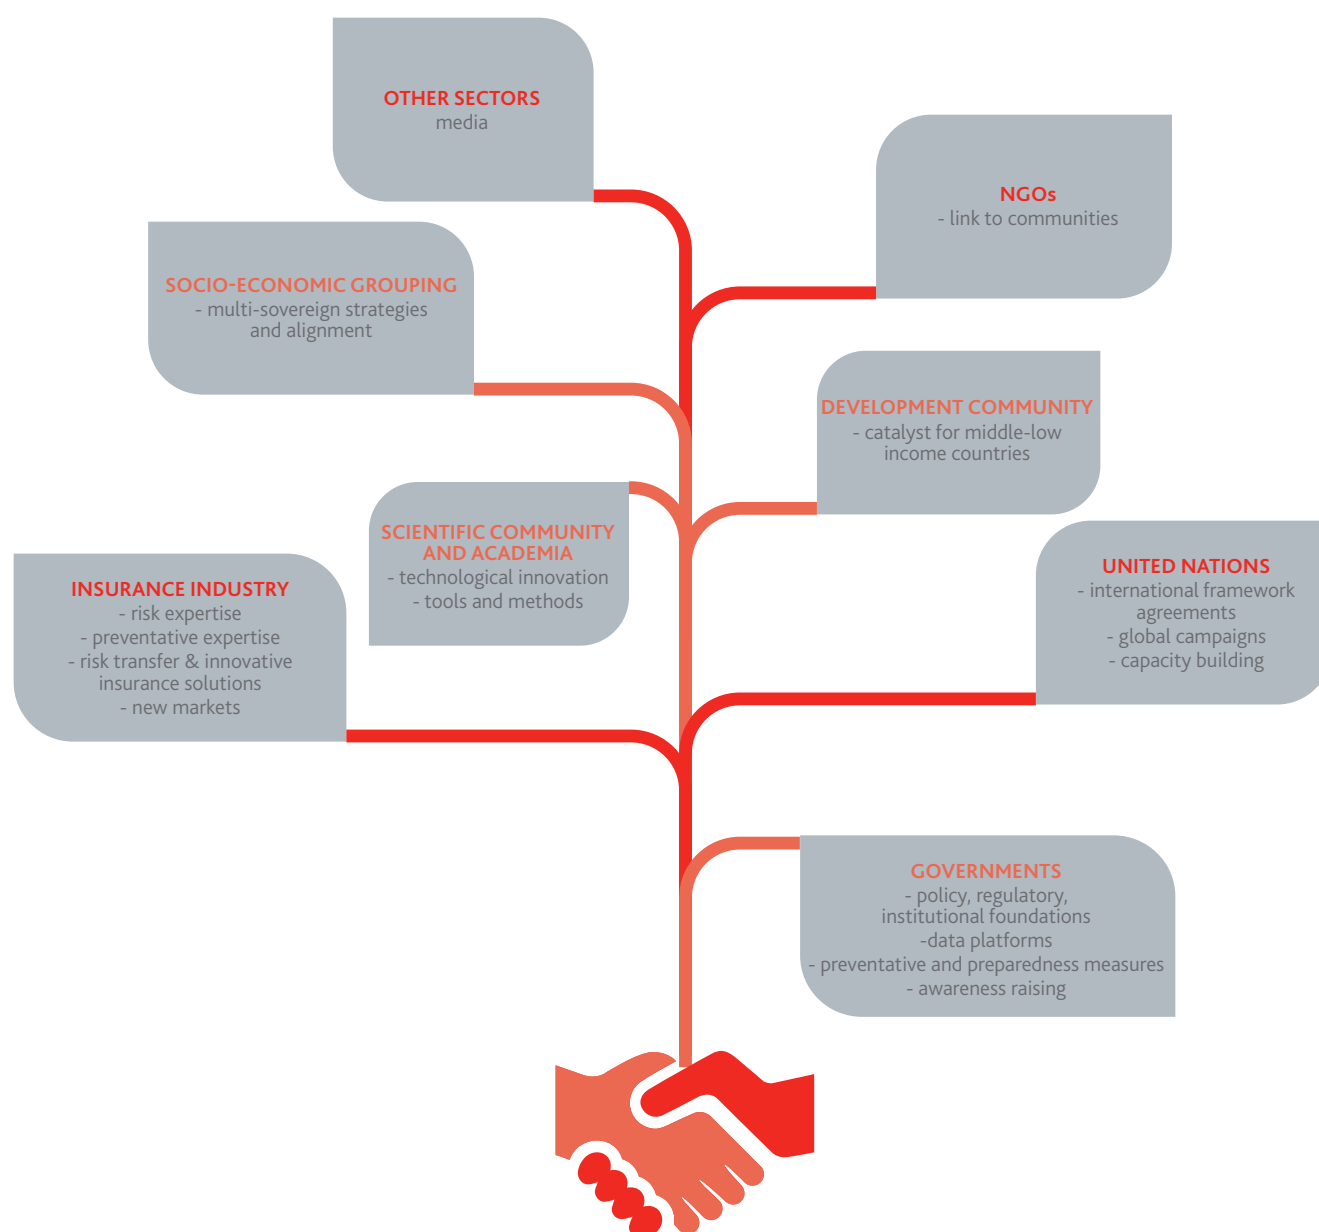 OTHER SECTORS
media
NGOs
- link to communities
SOCIO-ECONOMIC GROUPING
- multi-sovereign strategies
and alignment
DEVELOPMENT COMMUNITY
- catalyst for middle-low
income countries
SCIENTIFIC COMMUNITY
AND ACADEMIA
- technological innovation
- tools and methods
UNITED NATIONS
- international framework
agreements
- global campaigns
- capacity building
INSURANCE INDUSTRY
- risk expertise
- preventative expertise
- risk transfer & innovative
insurance solutions
- new markets
GOVERNMENTS
- policy, regulatory,
institutional foundations
-data platforms
- preventative and preparedness measures
- awareness raising